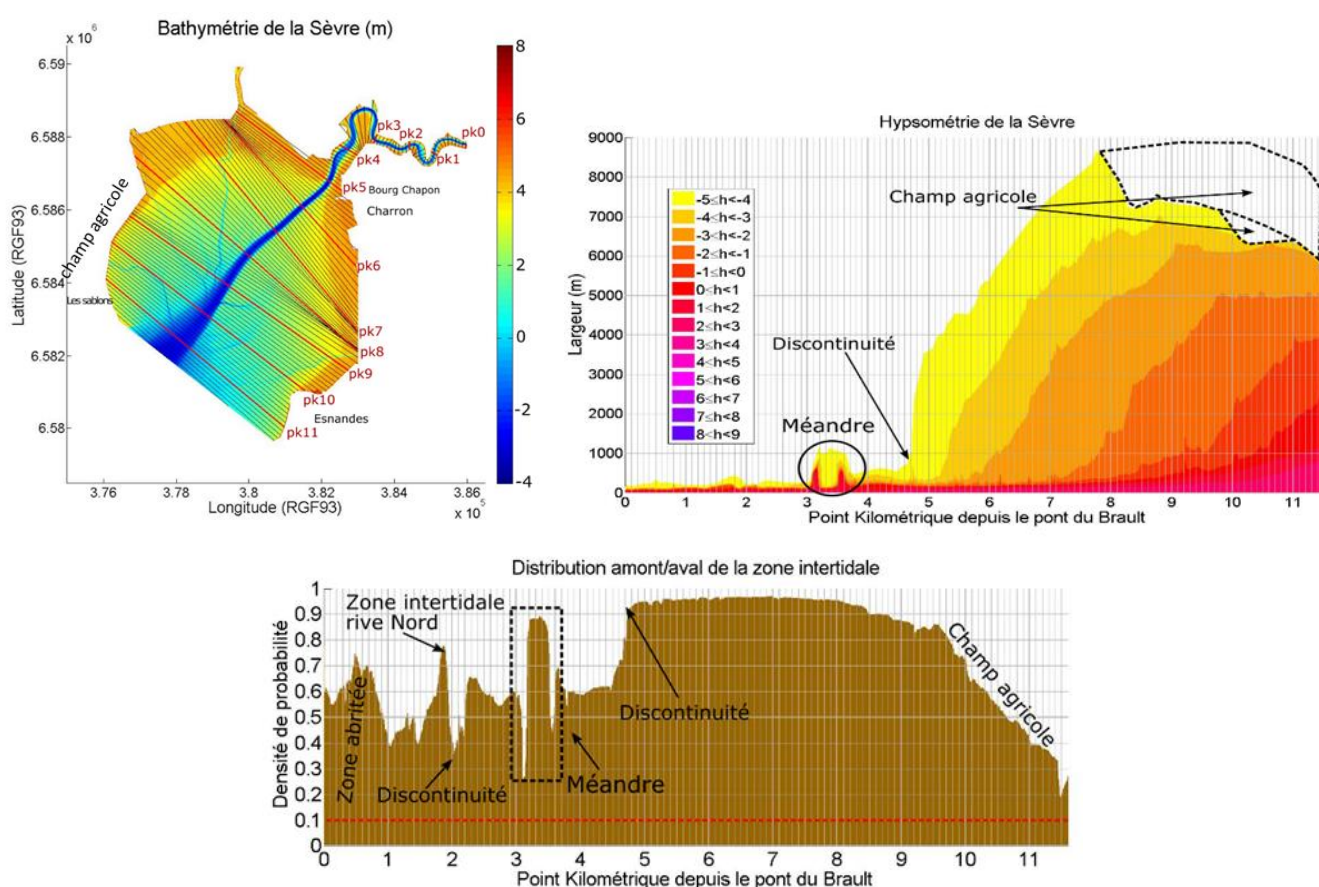 Bathymétrie de la Sèvre (m)
x 10⁶
6.59
6.588
6.586
6.584
6.582
6.58
Latitude (RGF93)
3.76
3.78
3.8
3.82
3.84
3.86
x 10⁵
Longitude (RGF93)
champ agricole
Les sablons
pk0
pk1
pk2
pk3
pk4
pk5
Bourg Chapon
Charron
pk6
pk7
pk8
pk9
pk10
Esnandes
pk11
8
6
4
2
0
-2
-4
Hypsométrie de la Sèvre
9000
8000
7000
6000
5000
4000
3000
2000
1000
0
Largeur (m)
-5≤h<-4
-4≤h<-3
-3≤h<-2
-2≤h<-1
-1≤h<0
0≤h<1
1≤h<2
2≤h<3
3≤h<4
4≤h<5
5≤h<6
6≤h<7
7≤h<8
8<h<9
Champ agricole
Discontinuité
Méandre
0 1 2 3 4 5 6 7 8 9 10 11
Point Kilométrique depuis le pont du Brault
Distribution amont/aval de la zone intertidale
1
0.9
0.8
0.7
0.6
0.5
0.4
0.3
0.2
0.1
0
Densité de probabilité
Zone intertidale
rive Nord
Zone abritée
Discontinuité
Méandre
Discontinuité
Champ agricole
0 1 2 3 4 5 6 7 8 9 10 11
Point Kilométrique depuis le pont du Brault